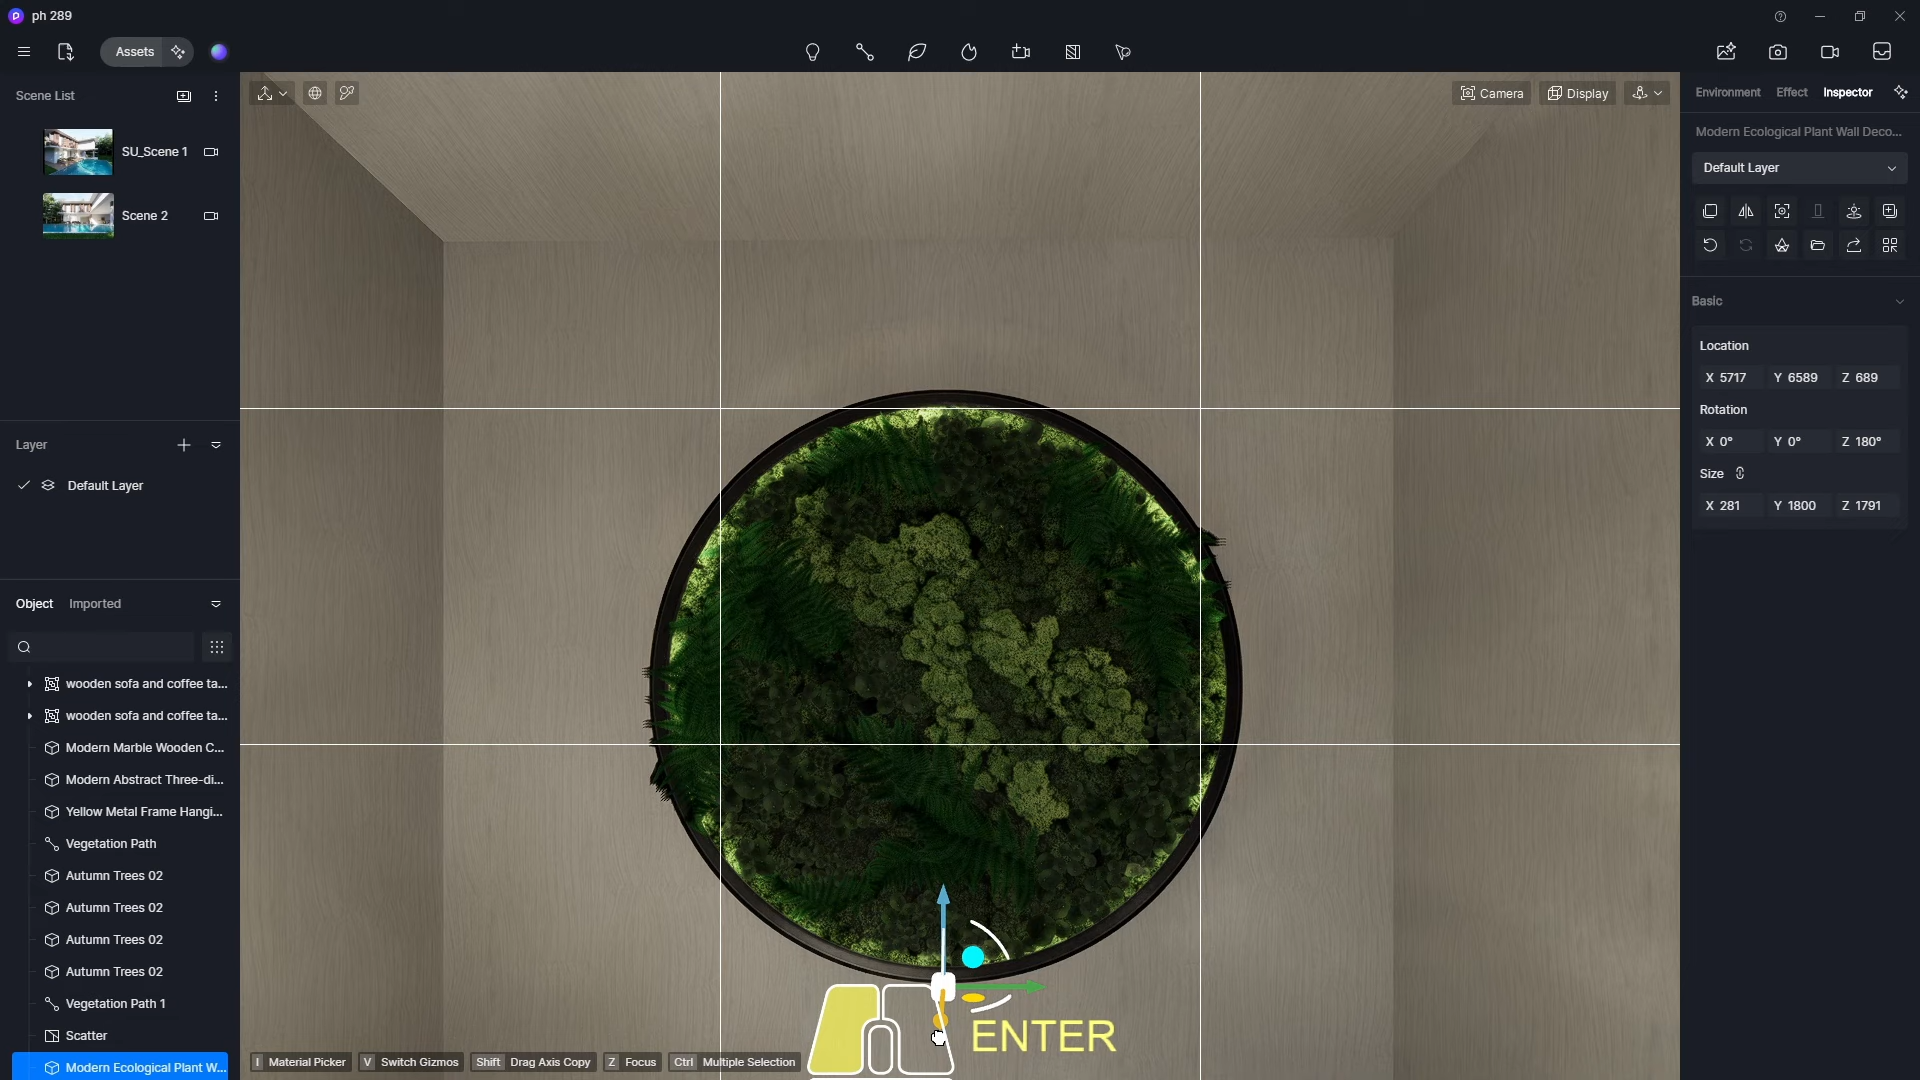 ph 289
Assets
Scene List
SU_Scene 1
Scene 2
Layer
Default Layer
Object Imported
wooden sofa and coffee ta...
wooden sofa and coffee ta...
Modern Marble Wooden C...
Modern Abstract Three-di...
Yellow Metal Frame Hangi...
Vegetation Path
Autumn Trees 02
Autumn Trees 02
Autumn Trees 02
Autumn Trees 02
Vegetation Path 1
Scatter
Modern Ecological Plant W...
Camera Display
ENTER
I Material Picker V Switch Gizmos Shift Drag Axis Copy Z Focus Ctrl Multiple Selection
Environment Effect Inspector
Modern Ecological Plant Wall Deco...
Default Layer
Basic
Location
X 5717 Y 6589 Z 689
Rotation
X 0° Y 0° Z 180°
Size
X 281 Y 1800 Z 1791